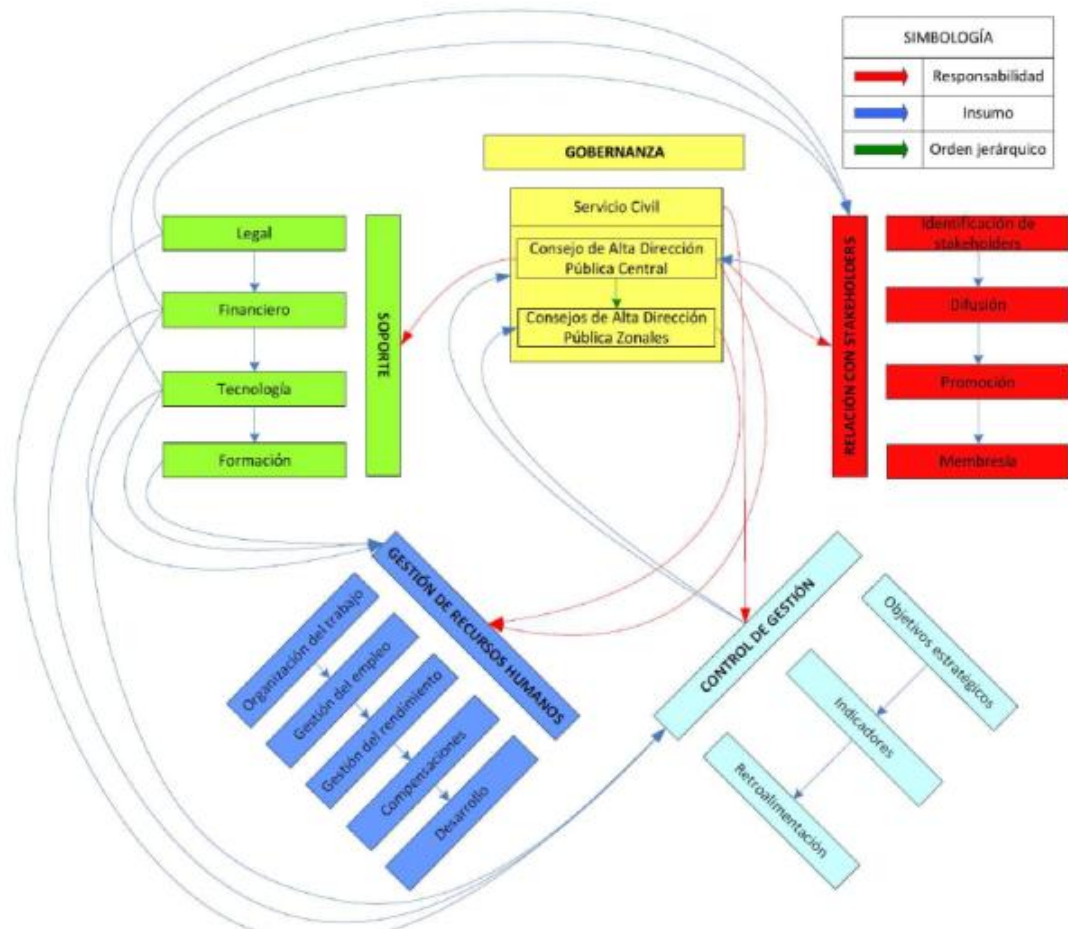 SIMBOLOGÍA
Responsabilidad
Insumo
Orden jerárquico
GOBERNANZA
Servicio Civil
Consejo de Alta Dirección
Pública Central
Consejos de Alta Dirección
Pública Zonales
Legal
Financiero
Tecnología
Formación
SOPORTE
RELACIÓN CON STAKEHOLDERS
Identificación de
stakeholders
Difusión
Promoción
Membresía
GESTIÓN DE RECURSOS HUMANOS
Organización del trabajo
Gestión del empleo
Gestión del rendimiento
Compensaciones
Desarrollo
CONTROL DE GESTIÓN
Objetivos estratégicos
Indicadores
Retroalimentación